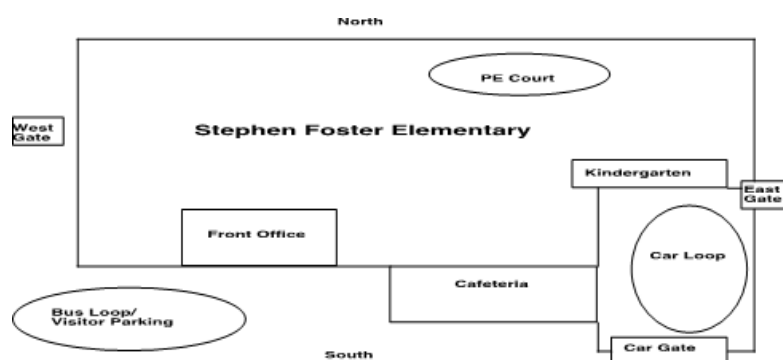 North
PE Court
West
Gate
Stephen Foster Elementary
Kindergarten
East
Gate
Front Office
Car Loop
Cafeteria
Bus Loop/
Visitor Parking
Car Gate
South